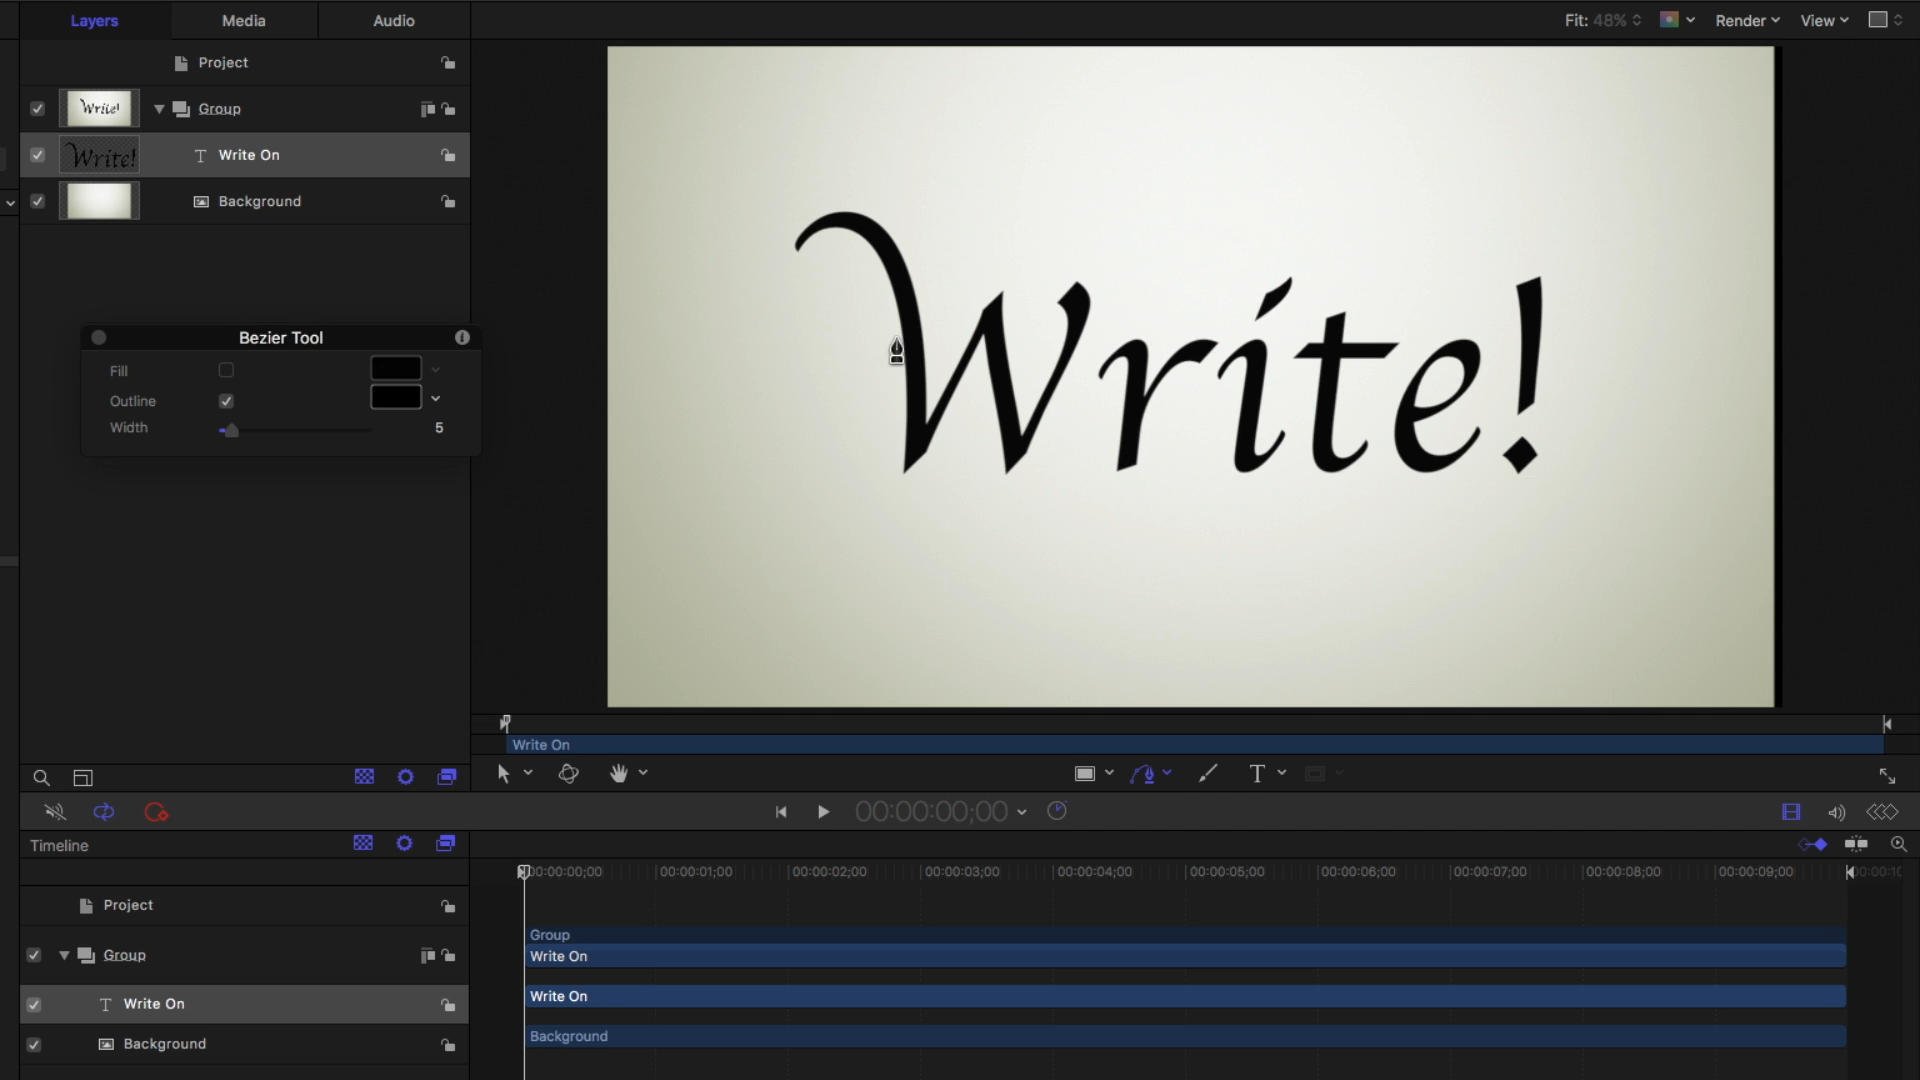 Layers
Media
Audio
Fit: 48%
Render
View
Project
Write!
Group
Write!
Write On
Background
Bezier Tool
Fill
Outline
Width
5
Write!
Write On
T
00:00:00;00
Timeline
00:00:00;00
00:00:01;00
00:00:02;00
00:00:03;00
00:00:04;00
00:00:05;00
00:00:06;00
00:00:07;00
00:00:08;00
00:00:09;00
Project
Group
Group
Write On
Write On
Write On
Background
Background